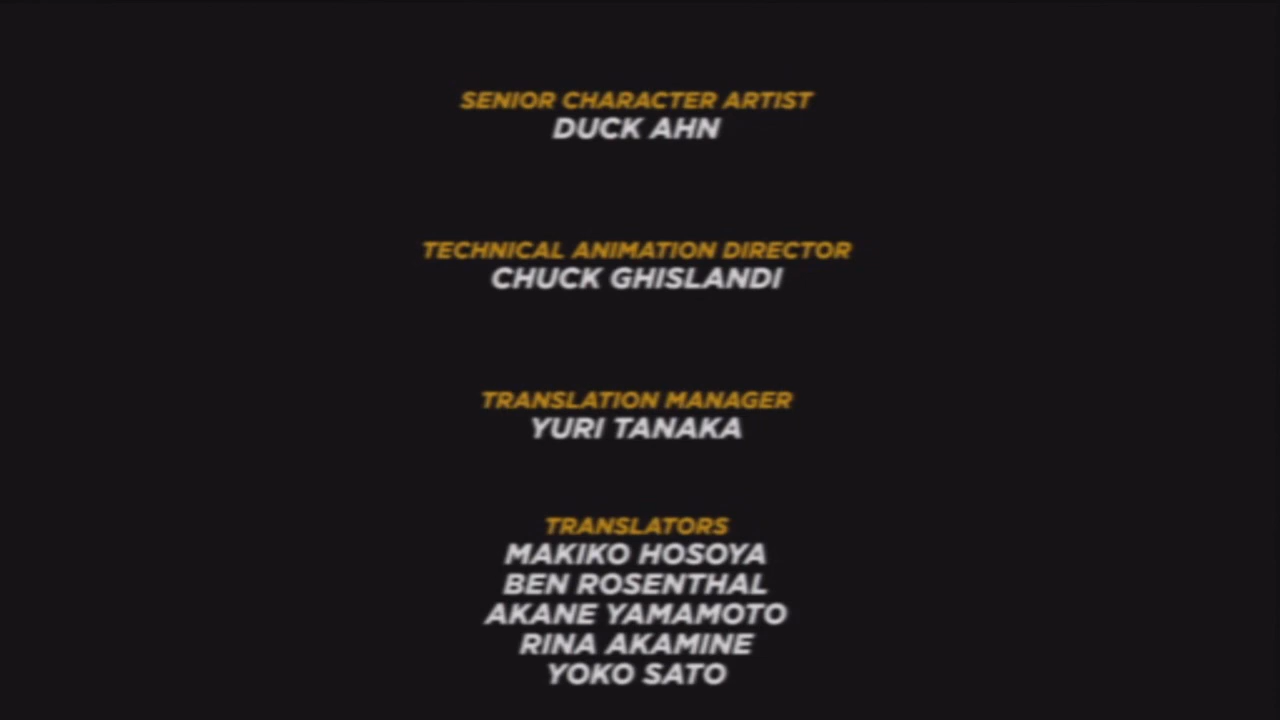 SENIOR CHARACTER ARTIST
DUCK AHN
TECHNICAL ANIMATION DIRECTOR
CHUCK GHISLANDI
TRANSLATION MANAGER
YURI TANAKA
TRANSLATORS
MAKIKO HOSOYA
BEN ROSENTHAL
AKANE YAMAMOTO
RINA AKAMINE
YOKO SATO